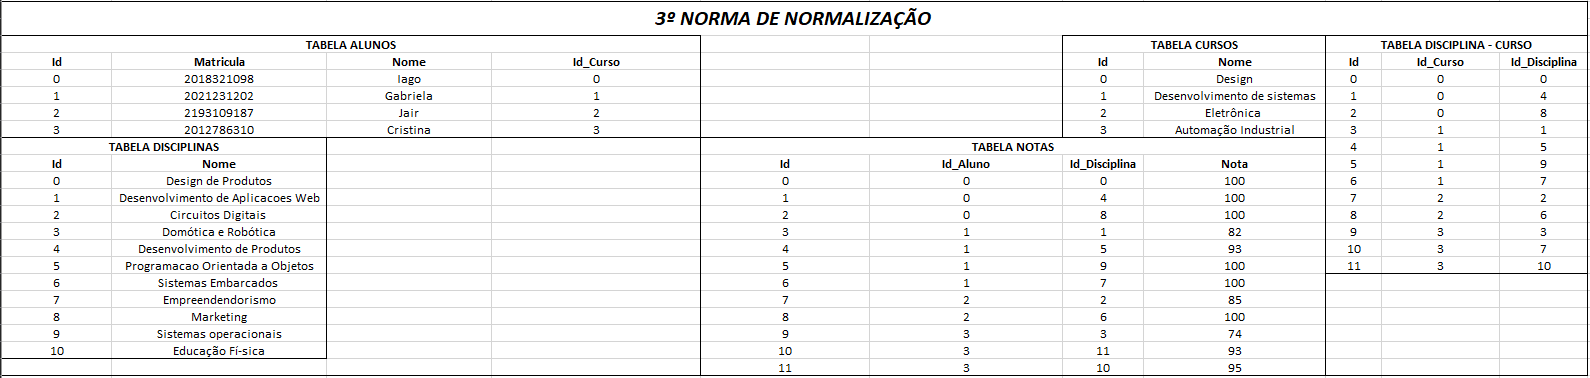 3º NORMA DE NORMALIZAÇÃO
TABELA ALUNOS
Id Matricula Nome Id_Curso
0 2018321098 Iago 0
1 2021231202 Gabriela 1
2 2193109187 Jair 2
3 2012786310 Cristina 3
TABELA CURSOS
Id Nome
0 Design
1 Desenvolvimento de sistemas
2 Eletrônica
3 Automação Industrial
TABELA DISCIPLINA - CURSO
Id Id_Curso Id_Disciplina
0 0 0
1 0 4
2 0 8
3 1 1
4 1 5
5 1 9
6 1 7
7 2 2
8 2 6
9 3 3
10 3 7
11 3 10
TABELA DISCIPLINAS
Id Nome
0 Design de Produtos
1 Desenvolvimento de Aplicacoes Web
2 Circuitos Digitais
3 Domótica e Robótica
4 Desenvolvimento de Produtos
5 Programacao Orientada a Objetos
6 Sistemas Embarcados
7 Empreendendorismo
8 Marketing
9 Sistemas operacionais
10 Educação Fí-sica
TABELA NOTAS
Id Id_Aluno Id_Disciplina Nota
0 0 0 100
1 0 4 100
2 0 8 100
3 1 1 82
4 1 5 93
5 1 9 100
6 1 7 100
7 2 2 85
8 2 6 100
9 3 3 74
10 3 11 93
11 3 10 95